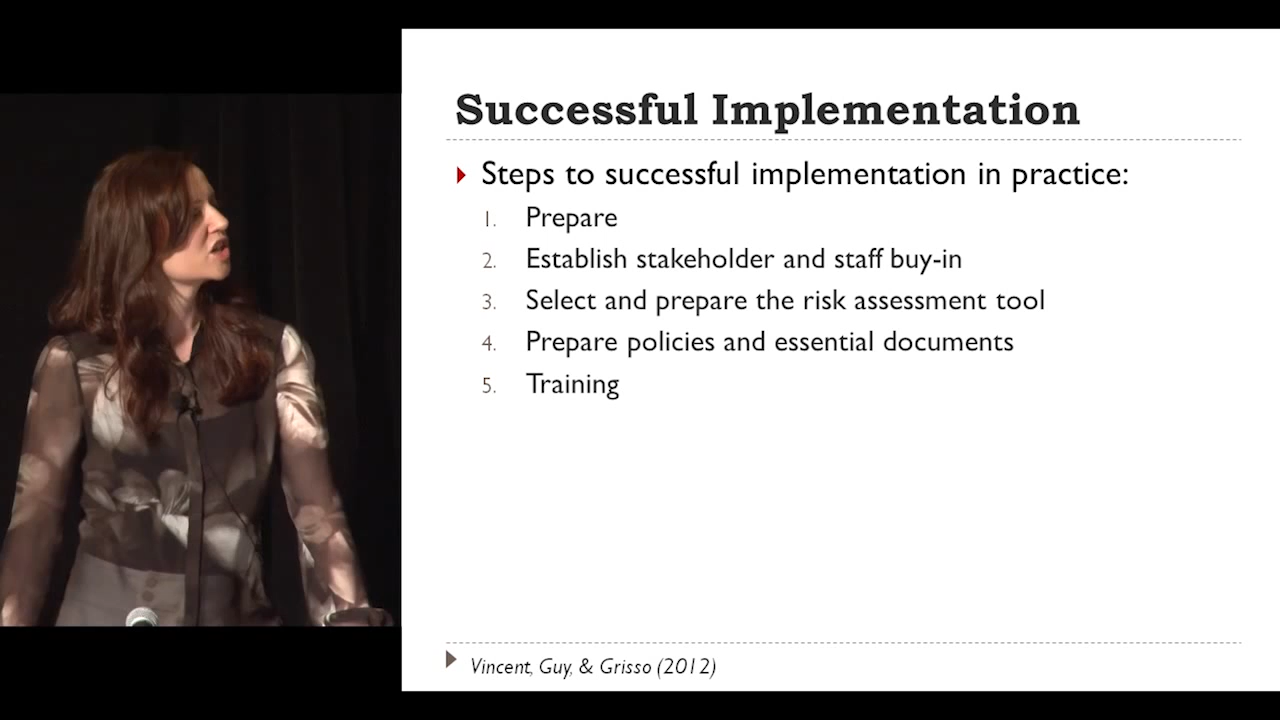 Successful Implementation
Steps to successful implementation in practice:
1. Prepare
2. Establish stakeholder and staff buy-in
3. Select and prepare the risk assessment tool
4. Prepare policies and essential documents
5. Training
Vincent, Guy, & Grisso (2012)